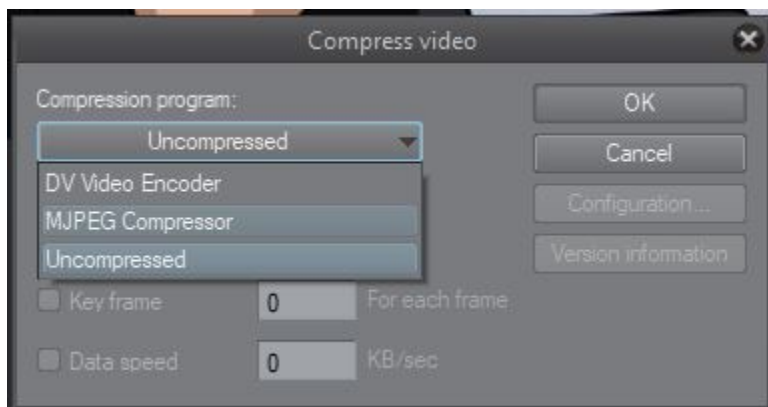 Compress video
Compression program:
OK
Uncompressed
Cancel
DV Video Encoder
Configuration...
MJPEG Compressor
Uncompressed
Version information
Key frame
0
For each frame
Data speed
0
KB/sec